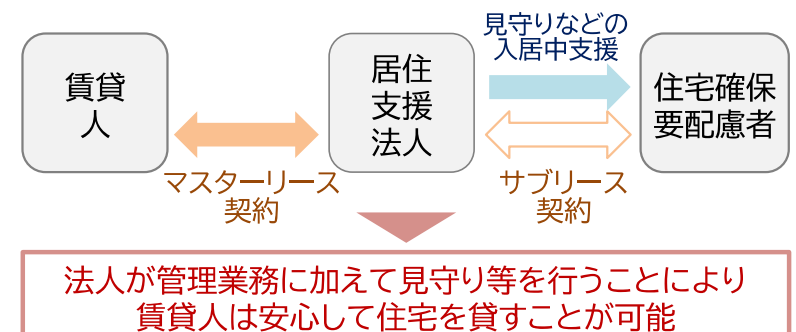 賃貸
人
居住
支援
法人
見守りなどの
入居中支援
住宅確保
要配慮者
マスターリース
契約
サブリース
契約
法人が管理業務に加えて見守り等を行うことにより
賃貸人は安心して住宅を貸すことが可能